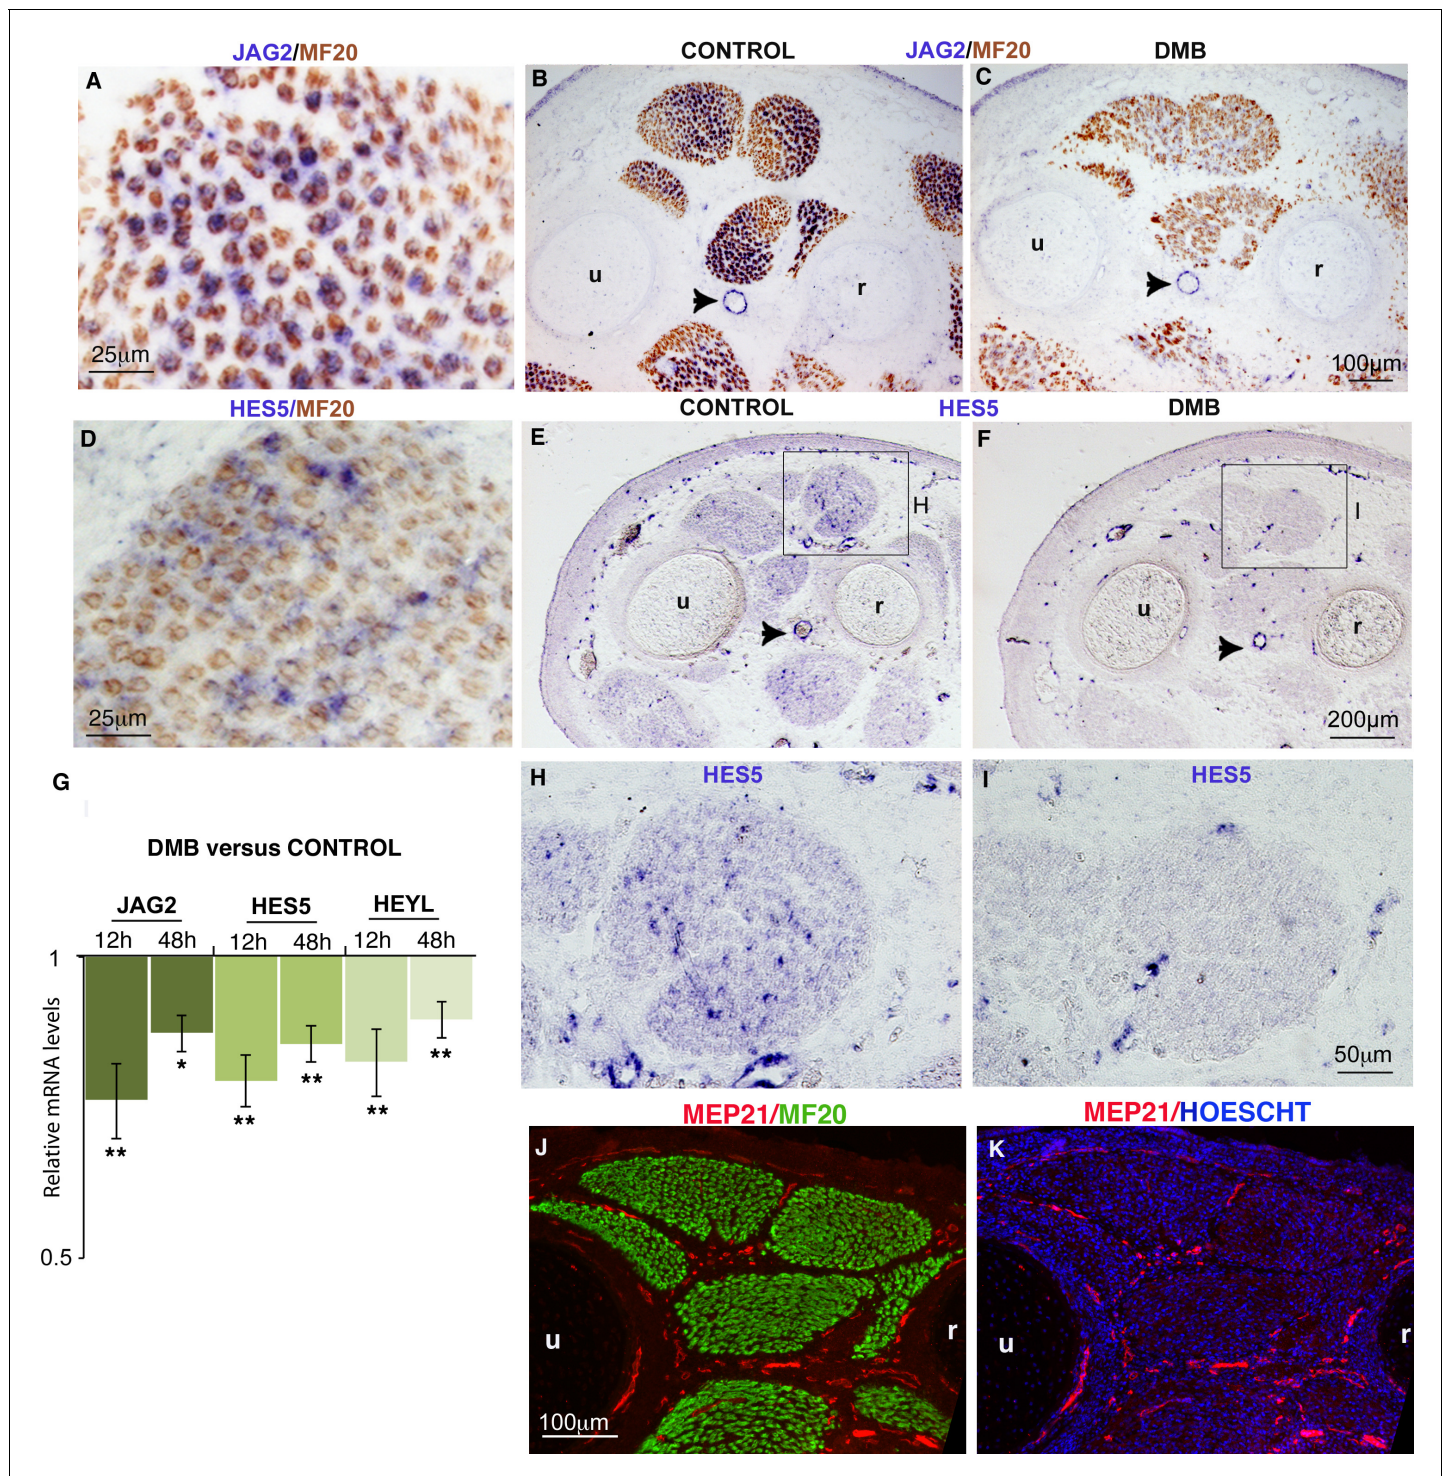 JAG2/MF20
CONTROL
JAG2/MF20
DMB
A
25μm
B
u
r
C
u
r
100μm
HES5/MF20
CONTROL
HES5
DMB
D
25μm
E
H
u
r
F
I
u
r
200μm
G
DMB versus CONTROL
JAG2
HES5
HEYL
12h 48h 12h 48h 12h 48h
1
Relative mRNA levels
** * ** ** ** **
0.5
H
HES5
I
HES5
50μm
MEP21/MF20
MEP21/HOESCHT
J
u
r
100μm
K
u
r